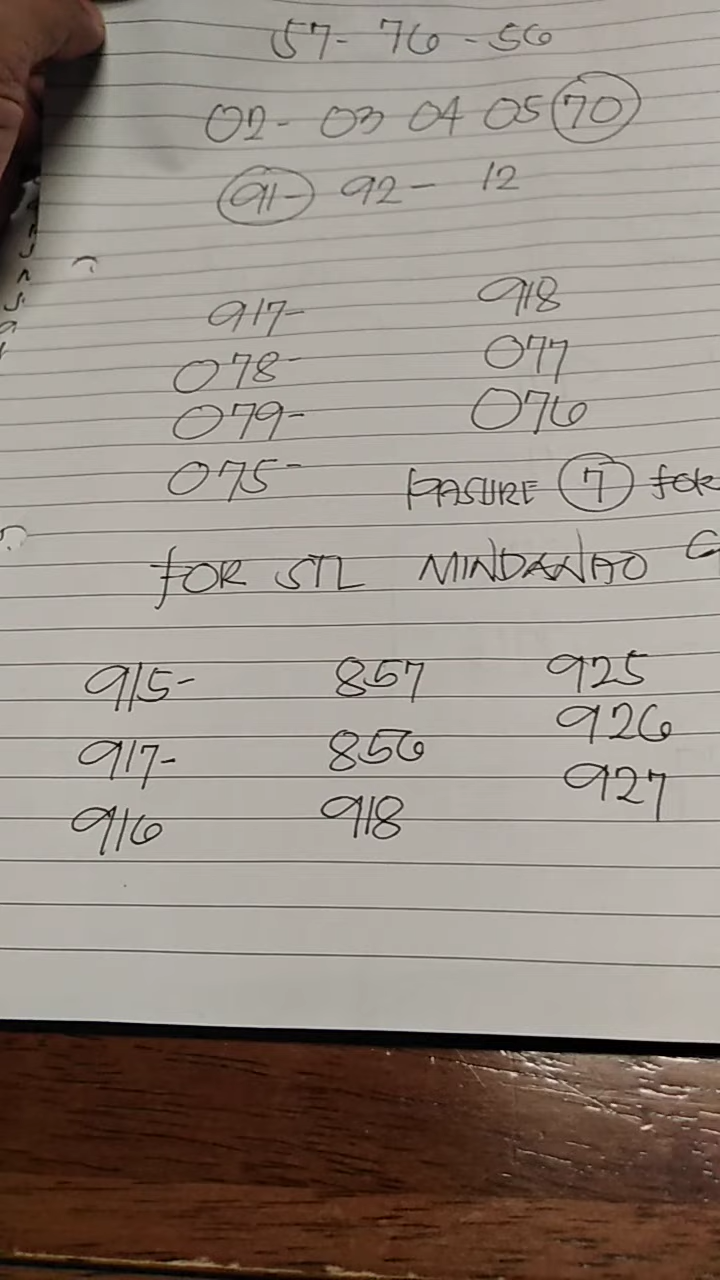 57- 76 - 56
02- 03 04 05 70
91- 92- 12
917- 918
078- 077
079- 076
075- PASURE 7 FOR
FOR STL MINDANAO
915- 857 925
917- 856 926
916 918 927